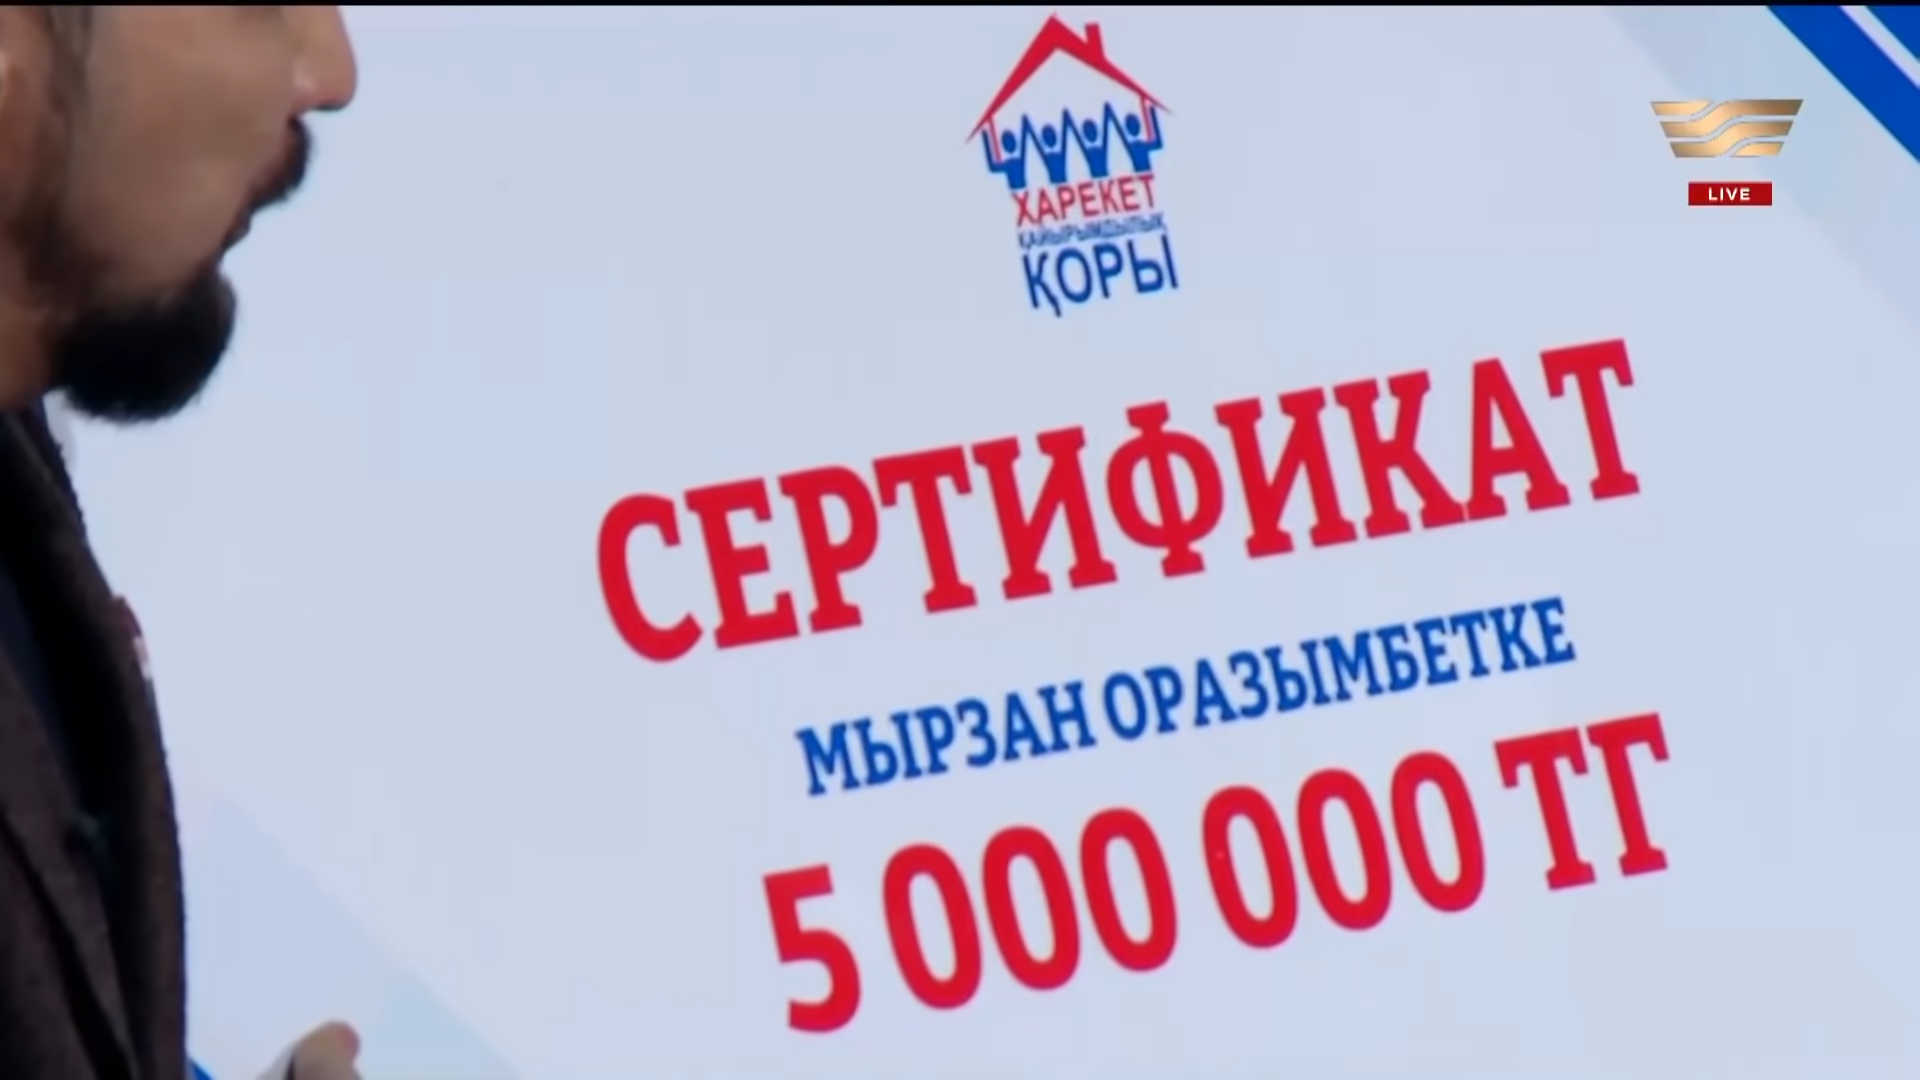 ХАРЕКЕТ
ҚАЙЫРЫМДЫЛЫҚ
ҚОРЫ
LIVE
СЕРТИФИКАТ
МЫРЗАН ОРАЗЫМБЕТКЕ
5 000 000 ТГ